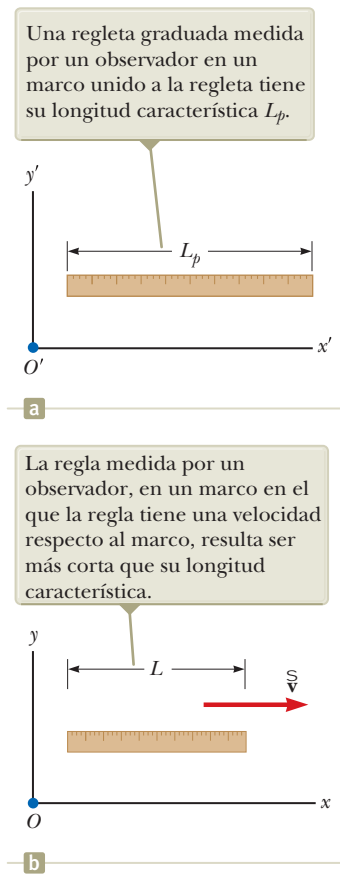 Una regleta graduada medida
por un observador en un
marco unido a la regleta tiene
su longitud característica Lp.
y′
Lp
x′
O′
a
La regla medida por un
observador, en un marco en el
que la regla tiene una velocidad
respecto al marco, resulta ser
más corta que su longitud
característica.
y
L
S
v
x
O
b